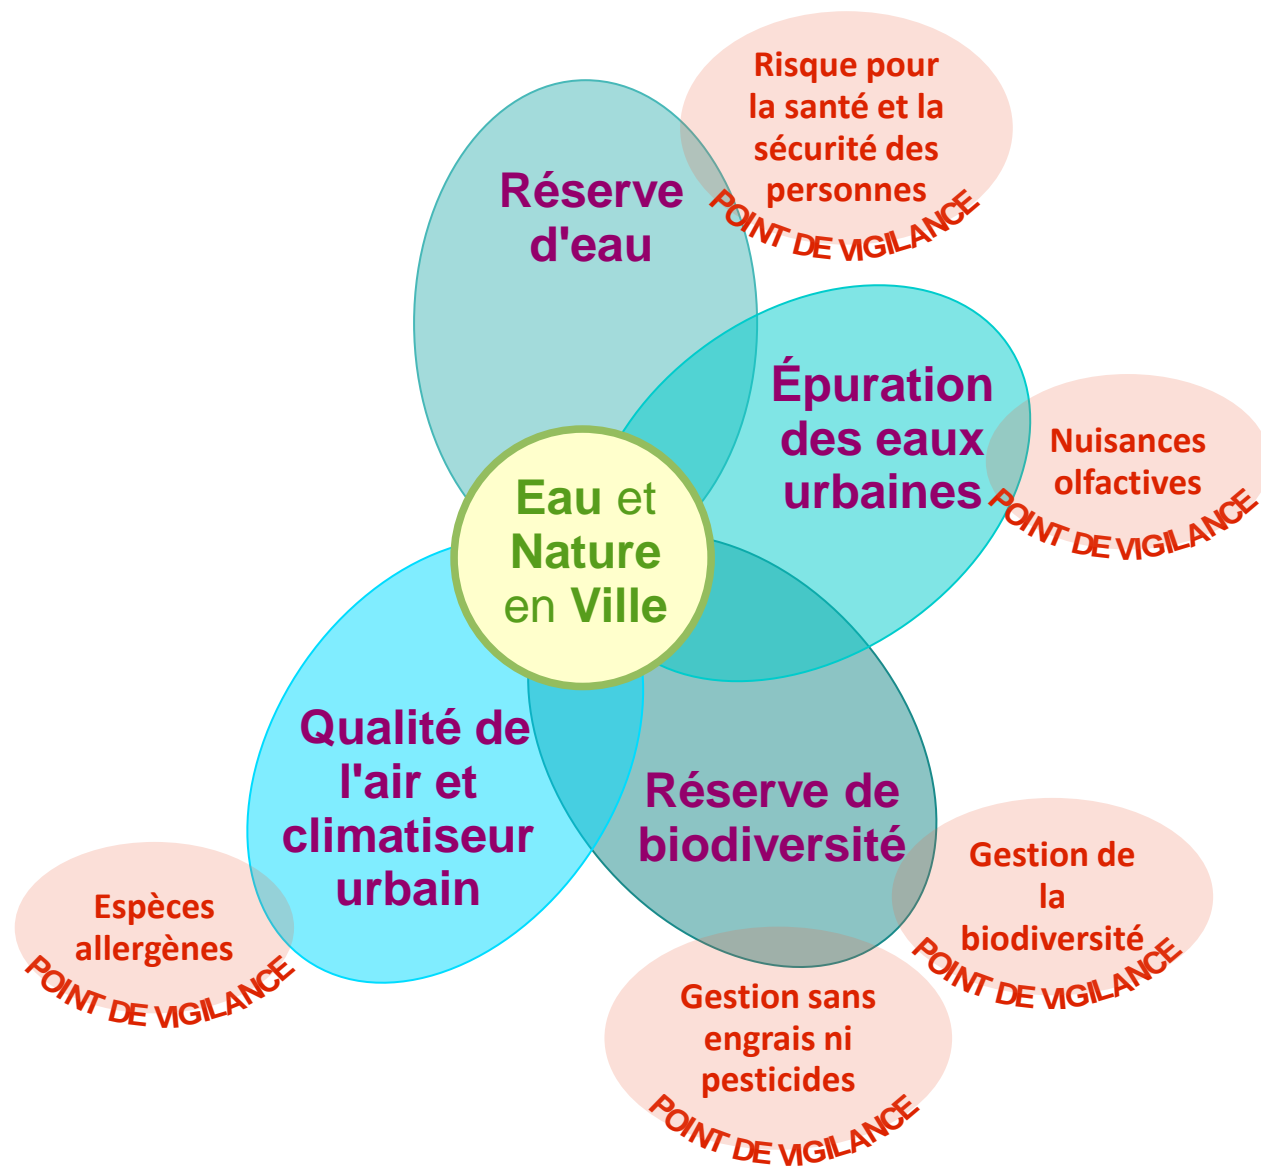 Risque pour
la santé et la
sécurité des
personnes
POINT DE VIGILANCE
Réserve
d'eau
Épuration
des eaux
urbaines
Nuisances
olfactives
POINT DE VIGILANCE
Eau et
Nature
en Ville
Qualité de
l'air et
climatiseur
urbain
Réserve de
biodiversité
Espèces
allergènes
POINT DE VIGILANCE
Gestion de
la
biodiversité
POINT DE VIGILANCE
Gestion sans
engrais ni
pesticides
POINT DE VIGILANCE